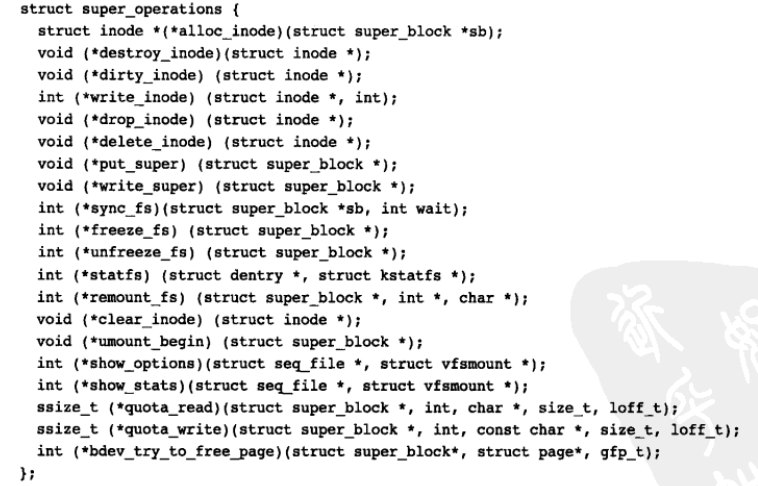 struct super_operations {
struct inode *(*alloc_inode)(struct super_block *sb);
void (*destroy_inode)(struct inode *);
void (*dirty_inode) (struct inode *);
int (*write_inode) (struct inode *, int);
void (*drop_inode) (struct inode *);
void (*delete_inode) (struct inode *);
void (*put_super) (struct super_block *);
void (*write_super) (struct super_block *);
int (*sync_fs)(struct super_block *sb, int wait);
int (*freeze_fs) (struct super_block *);
int (*unfreeze_fs) (struct super_block *);
int (*statfs) (struct dentry *, struct kstatfs *);
int (*remount_fs) (struct super_block *, int *, char *);
void (*clear_inode) (struct inode *);
void (*umount_begin) (struct super_block *);
int (*show_options)(struct seq_file *, struct vfsmount *);
int (*show_stats)(struct seq_file *, struct vfsmount *);
ssize_t (*quota_read)(struct super_block *, int, char *, size_t, loff_t);
ssize_t (*quota_write)(struct super_block *, int, const char *, size_t, loff_t);
int (*bdev_try_to_free_page)(struct super_block*, struct page*, gfp_t);
};